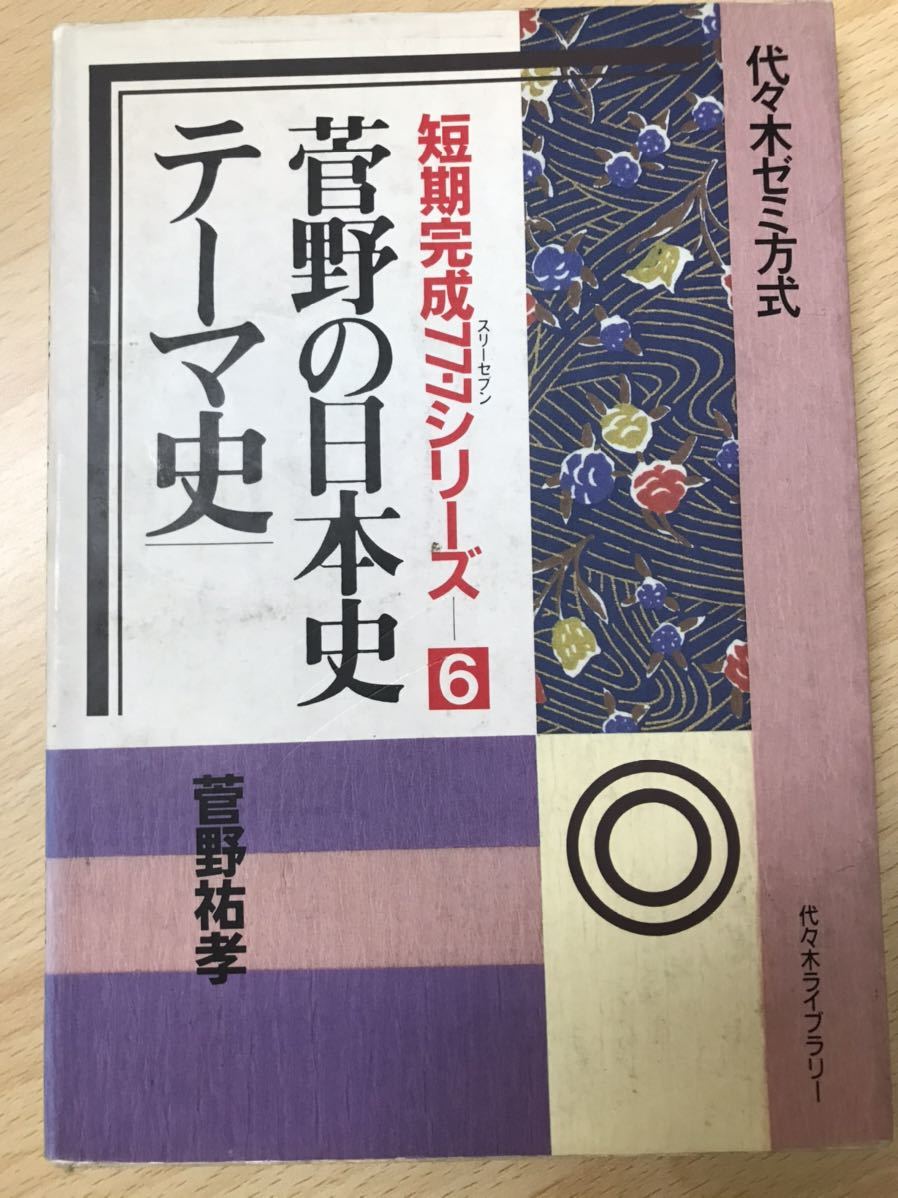 代々木ゼミ方式
短期完成777シリーズ―6
スリーセブン
菅野の日本史
テーマ史
菅野祐孝
代々木ライブラリー